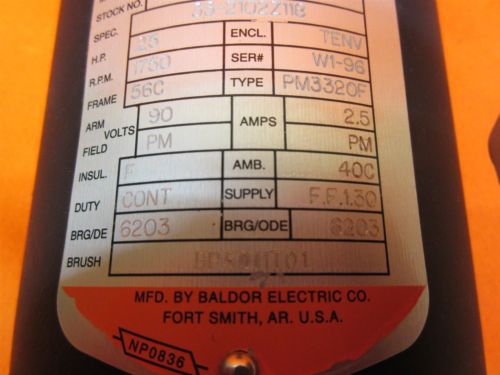 STOCK NO.
SPEC. 33-2102Z11B
H.P. 25 ENCL. TENV
R.P.M. 1750 SER# W1-96
FRAME 56C TYPE PM3320F
ARM VOLTS 90 AMPS 2.5
FIELD PM PM
INSUL. F AMB. 40C
DUTY CONT SUPPLY F.F.1.30
BRG/DE 6203 BRG/ODE 6203
BRUSH
MFD. BY BALDOR ELECTRIC CO.
FORT SMITH, AR. U.S.A.
NP0836